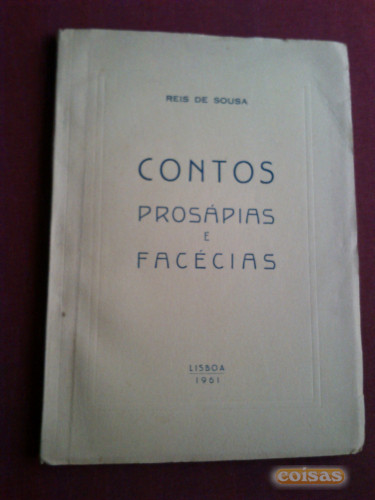 REIS DE SOUSA
CONTOS
PROSÁPIAS
E
FACÉCIAS
LISBOA
1961
coisas